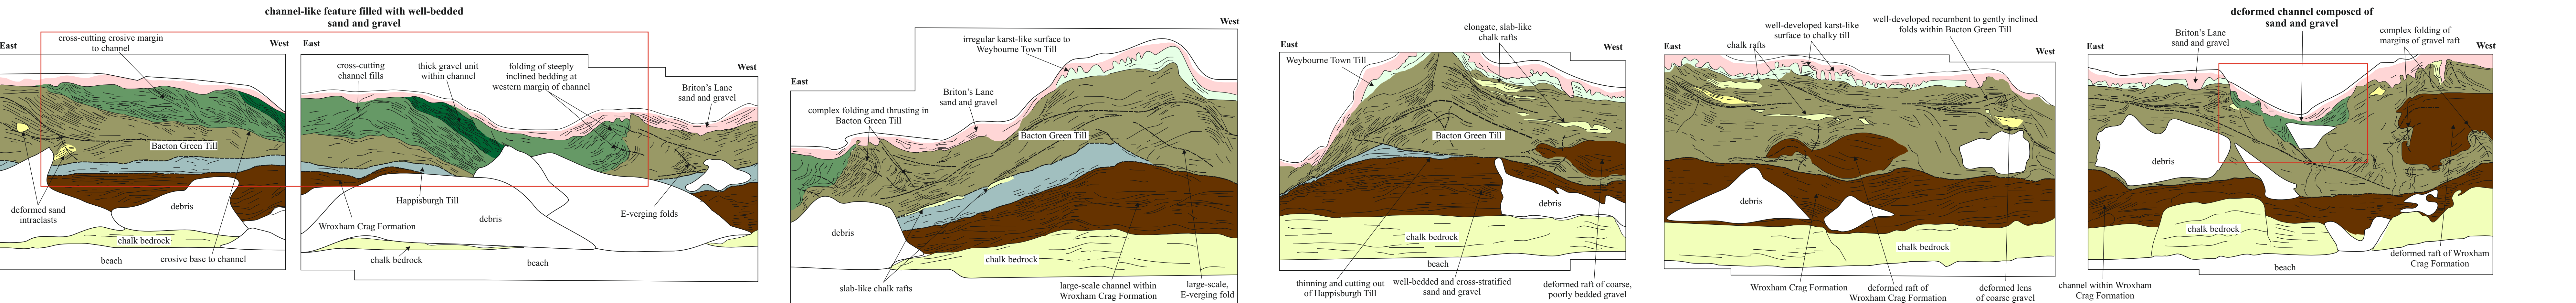 channel-like feature filled with well-bedded
sand and gravel
East
cross-cutting erosive margin
to channel
West
Bacton Green Till
deformed sand
intraclasts
debris
chalk bedrock
beach
erosive base to channel
East
cross-cutting
channel fills
thick gravel unit
within channel
folding of steeply
inclined bedding at
western margin of channel
West
Briton's Lane
sand and gravel
Happisburgh Till
Wroxham Crag Formation
debris
E-verging folds
chalk bedrock
beach
West
irregular karst-like surface to
Weybourne Town Till
East
Briton's Lane
sand and gravel
complex folding and thrusting in
Bacton Green Till
Bacton Green Till
debris
chalk bedrock
slab-like chalk rafts
large-scale channel within
Wroxham Crag Formation
large-scale,
E-verging fold
East
elongate, slab-like
chalk rafts
West
Weybourne Town Till
Bacton Green Till
debris
chalk bedrock
beach
thinning and cutting out
of Happisburgh Till
well-bedded and cross-stratified
sand and gravel
deformed raft of coarse,
poorly bedded gravel
East
chalk rafts
well-developed karst-like
surface to chalky till
well-developed recumbent to gently inclined
folds within Bacton Green Till
West
debris
chalk bedrock
Wroxham Crag Formation
deformed raft of
Wroxham Crag Formation
deformed lens
of coarse gravel
deformed channel composed of
sand and gravel
East
Briton's Lane
sand and gravel
complex folding of
margins of gravel raft
West
debris
chalk bedrock
beach
deformed raft of Wroxham
Crag Formation
channel within Wroxham
Crag Formation